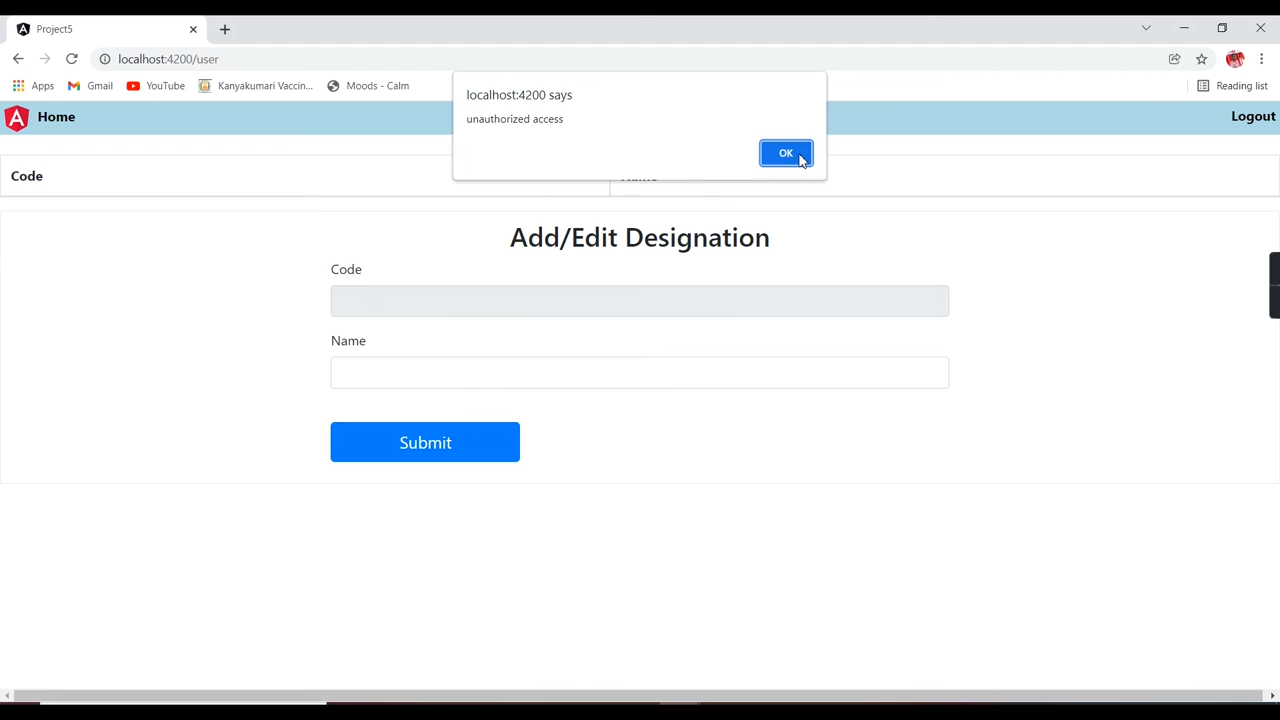 Project5
localhost:4200/user
Apps Gmail YouTube Kanyakumari Vaccin... Moods - Calm Reading list
localhost:4200 says
unauthorized access
OK
Home Logout
Code
Add/Edit Designation
Code
Name
Submit